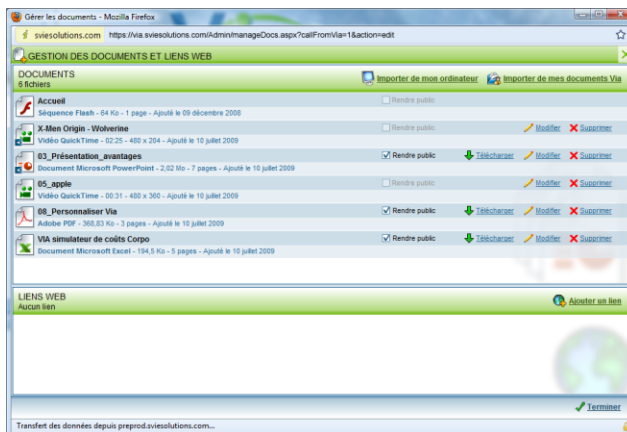 Gérer les documents - Mozilla Firefox
sviesolutions.com https://via.sviesolutions.com/Admin/manageDocs.aspx?callFromVia=1&action=edit
GESTION DES DOCUMENTS ET LIENS WEB
DOCUMENTS
6 fichiers
Importer de mon ordinateur Importer de mes documents Via
Accueil
Rendre public
Séquence Flash - 64 Ko - 1 page - Ajouté le 09 décembre 2008
X-Men Origin - Wolverine
Rendre public Modifier Supprimer
Vidéo QuickTime - 02:25 - 480 x 204 - Ajouté le 10 juillet 2009
03_Présentation_avantages
Rendre public Télécharger Modifier Supprimer
Document Microsoft PowerPoint - 2,02 Mo - 7 pages - Ajouté le 10 juillet 2009
05_apple
Rendre public Modifier Supprimer
Vidéo QuickTime - 00:31 - 480 x 360 - Ajouté le 10 juillet 2009
08_Personnaliser Via
Rendre public Télécharger Modifier Supprimer
Adobe PDF - 368,83 Ko - 3 pages - Ajouté le 10 juillet 2009
VIA simulateur de coûts Corpo
Rendre public Télécharger Modifier Supprimer
Document Microsoft Excel - 194,5 Ko - 5 pages - Ajouté le 10 juillet 2009
LIENS WEB
Aucun lien
Ajouter un lien
Terminer
Transfert des données depuis preprod.sviesolutions.com...